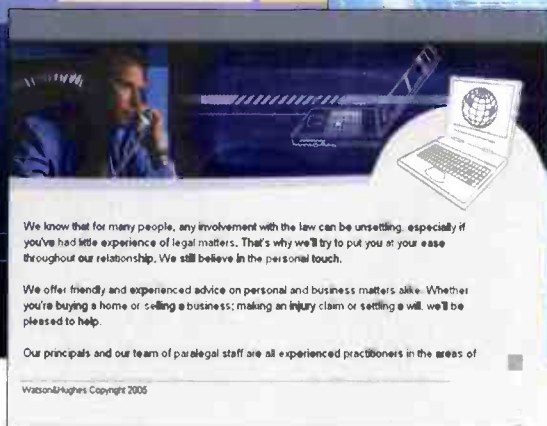 We know that for many people, any involvement with the law can be unsettling, especially if
you've had little experience of legal matters. That's why we'll try to put you at your ease
throughout our relationship. We still believe in the personal touch.
We offer friendly and experienced advice on personal and business matters alike. Whether
you're buying a home or selling a business; making an injury claim or settling a will, we'll be
pleased to help.
Our principals and our team of paralegal staff are all experienced practitioners in the areas of
Watson&Hughes Copyright 2005